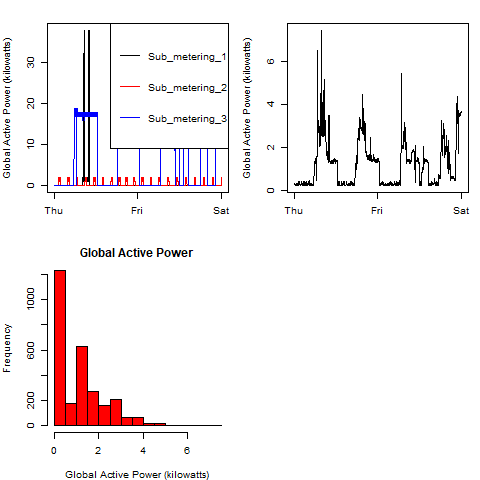 Global Active Power (kilowatts)
0
10
20
30
Thu
Fri
Sat
Sub_metering_1
Sub_metering_2
Sub_metering_3
Global Active Power (kilowatts)
0
2
4
6
Thu
Fri
Sat
Global Active Power
Frequency
0
200
600
1000
0
2
4
6
Global Active Power (kilowatts)